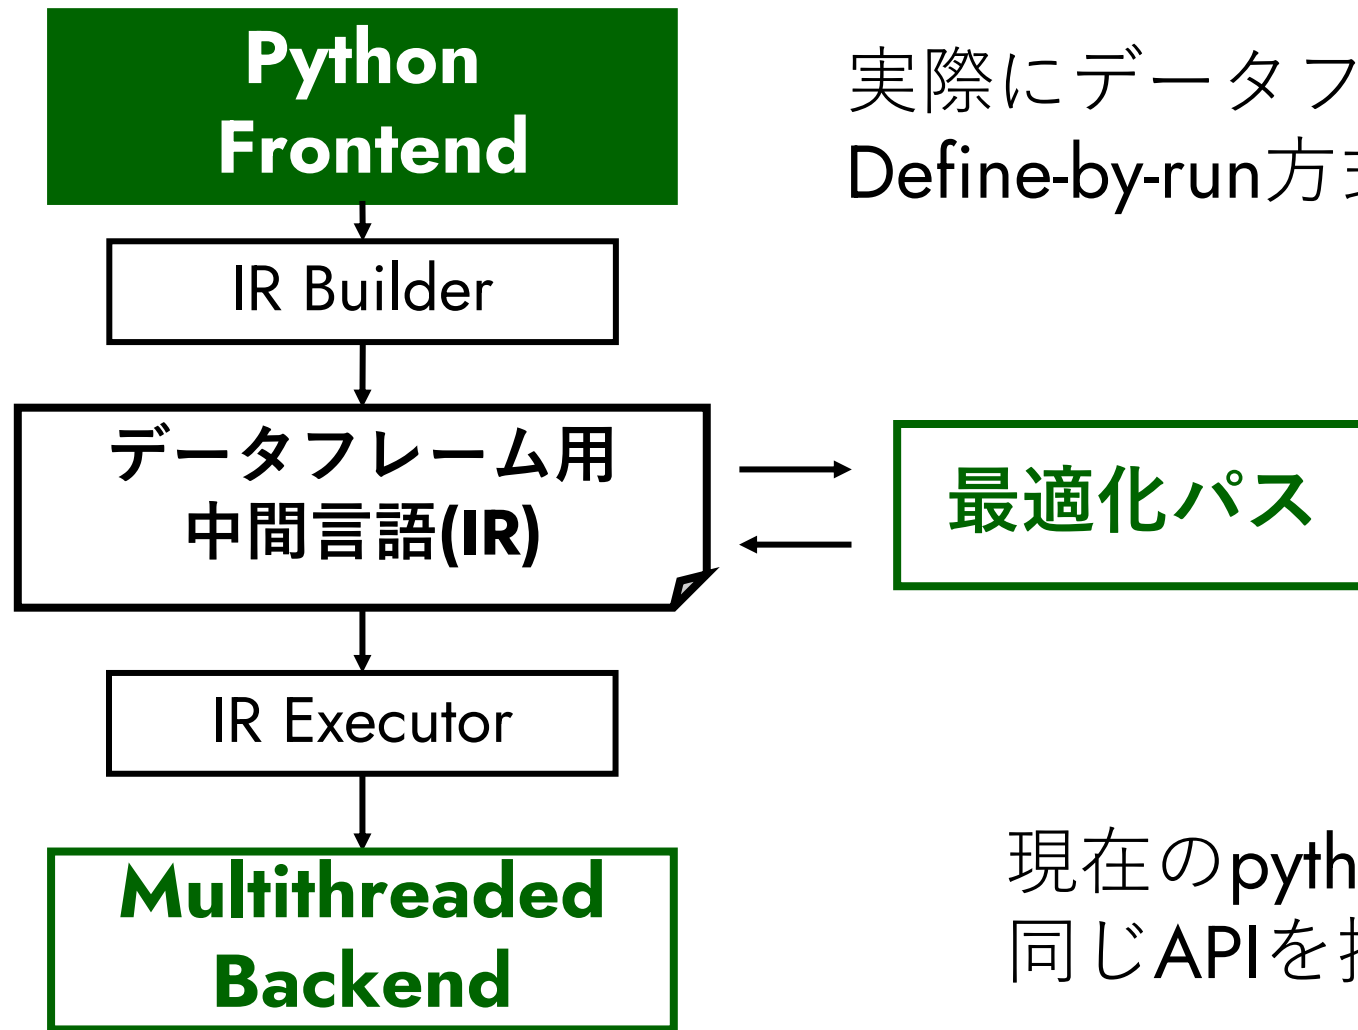 Python
Frontend
実際にデータフ
Define-by-run方
IR Builder
データフレーム用
中間言語(IR)
最適化パス
IR Executor
Multithreaded
Backend
現在のpyth
同じAPIを